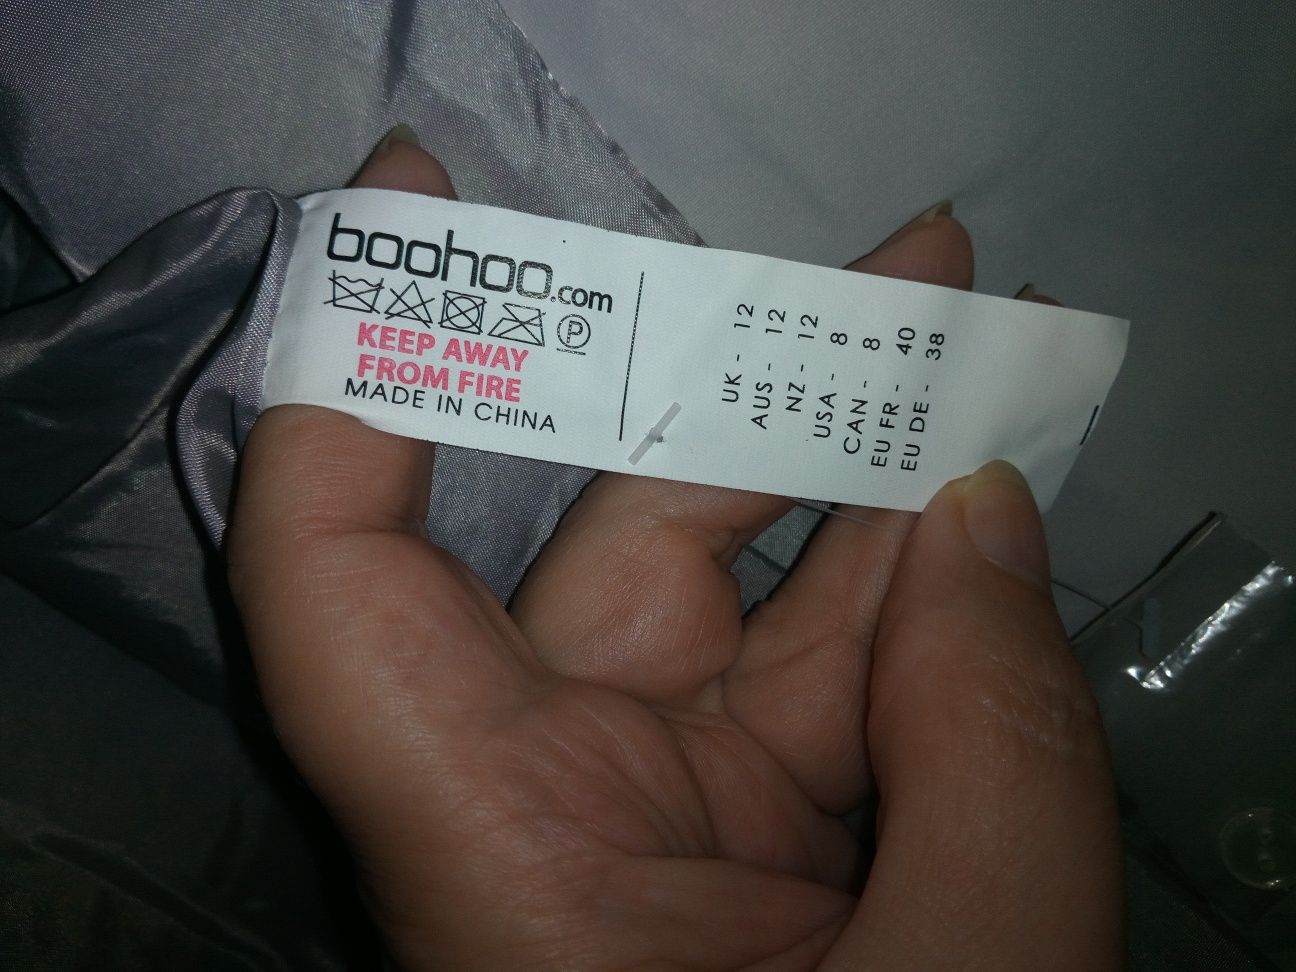 boohoo.com
P
KEEP AWAY
FROM FIRE
MADE IN CHINA
UK - 12
AUS - 12
NZ - 12
USA - 8
CAN - 8
EU FR - 40
EU DE - 38